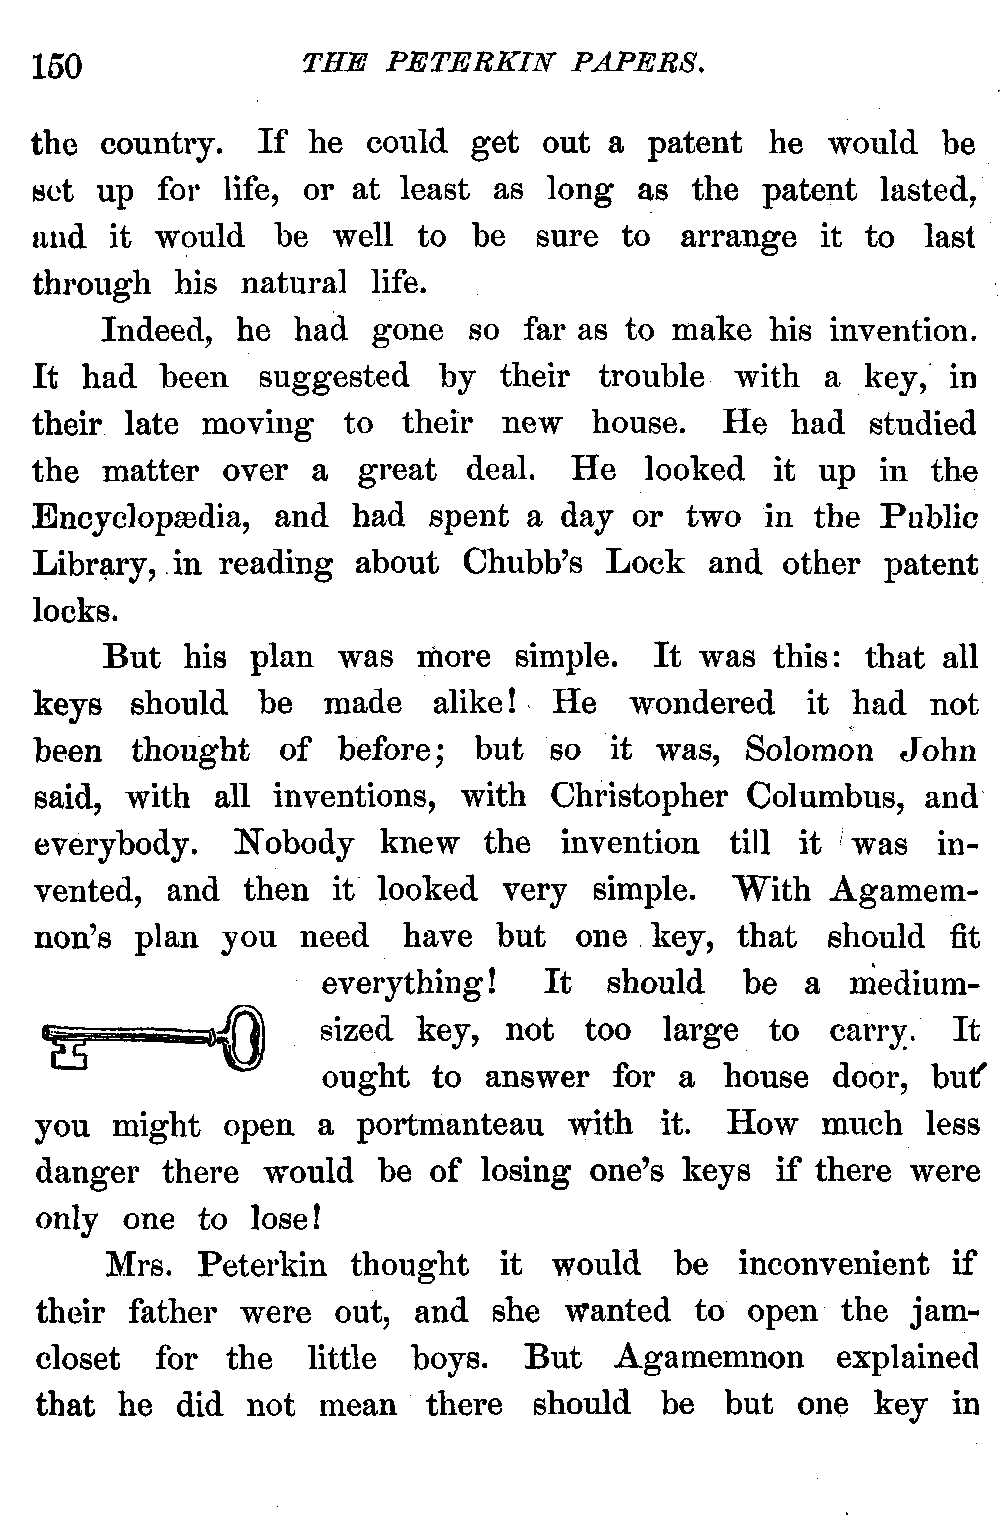 150 THE PETERKIN PAPERS.
the country. If he could get out a patent he would be
set up for life, or at least as long as the patent lasted,
and it would be well to be sure to arrange it to last
through his natural life.
Indeed, he had gone so far as to make his invention.
It had been suggested by their trouble with a key, in
their late moving to their new house. He had studied
the matter over a great deal. He looked it up in the
Encyclopædia, and had spent a day or two in the Public
Library, in reading about Chubb's Lock and other patent
locks.
But his plan was more simple. It was this: that all
keys should be made alike! He wondered it had not
been thought of before; but so it was, Solomon John
said, with all inventions, with Christopher Columbus, and
everybody. Nobody knew the invention till it was in-
vented, and then it looked very simple. With Agamem-
non's plan you need have but one key, that should fit
everything! It should be a medium-
sized key, not too large to carry. It
ought to answer for a house door, but
you might open a portmanteau with it. How much less
danger there would be of losing one's keys if there were
only one to lose!
Mrs. Peterkin thought it would be inconvenient if
their father were out, and she wanted to open the jam-
closet for the little boys. But Agamemnon explained
that he did not mean there should be but one key in